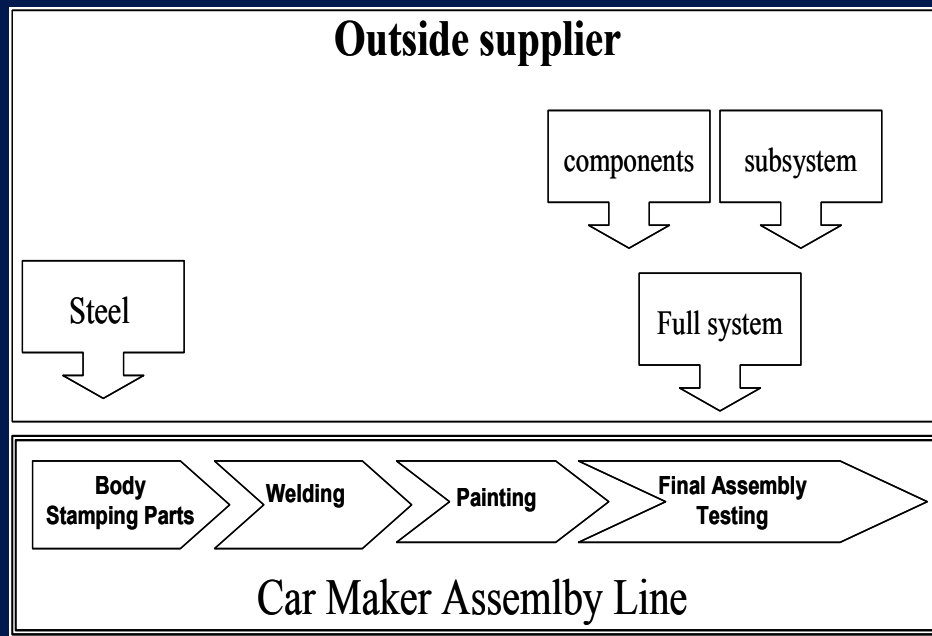 Outside supplier
components
subsystem
Steel
Full system
Body
Stamping Parts
Welding
Painting
Final Assembly
Testing
Car Maker Assemlby Line